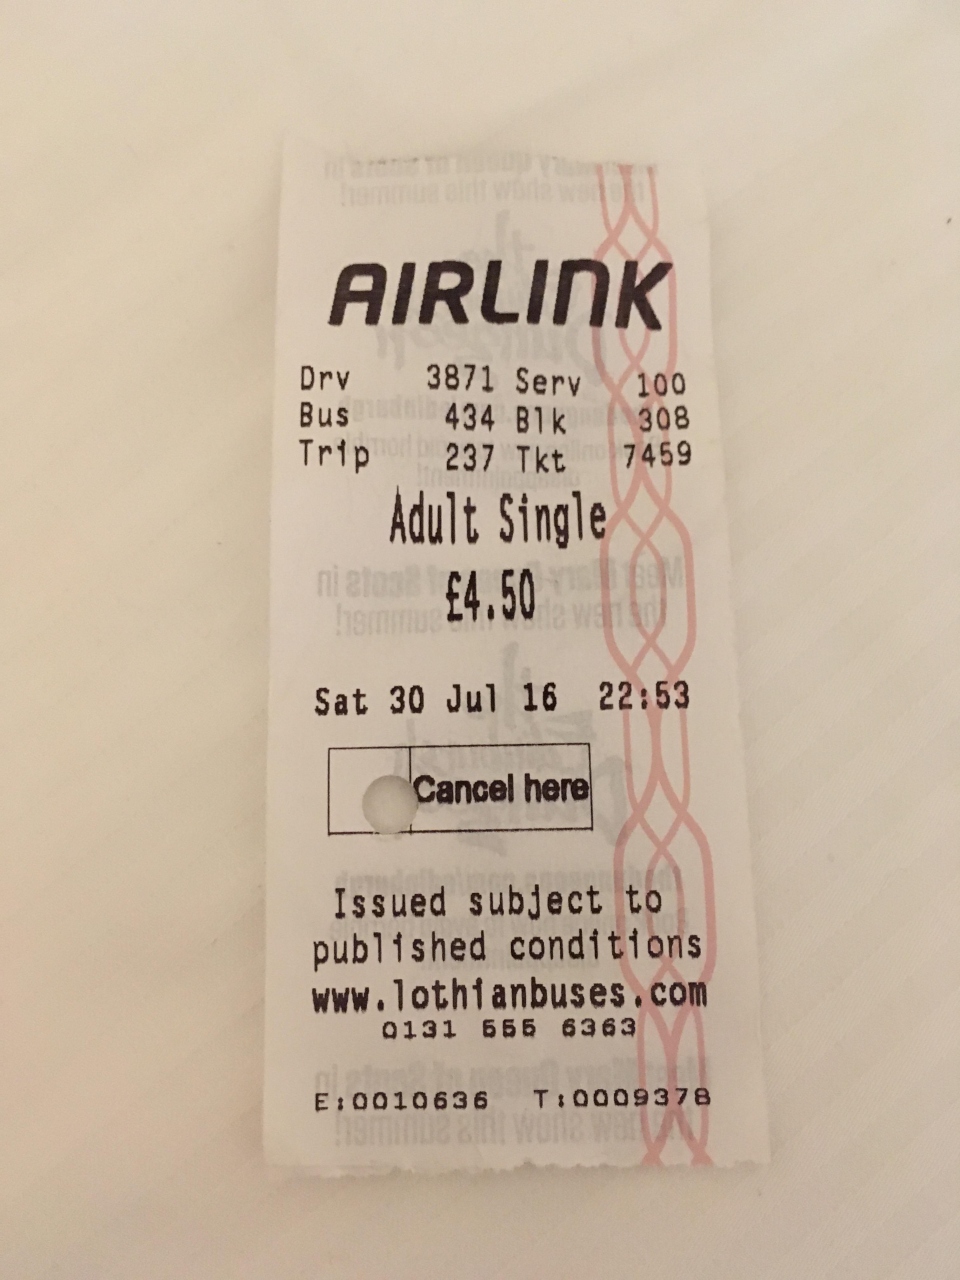 AIRLINK
Drv 3871 Serv 100
Bus 434 Blk 308
Trip 237 Tkt 7459
Adult Single
£4.50
Sat 30 Jul 16 22:53
Cancel here
Issued subject to
published conditions
www.lothianbuses.com
0131 555 6363
E:0010636 T:0009378